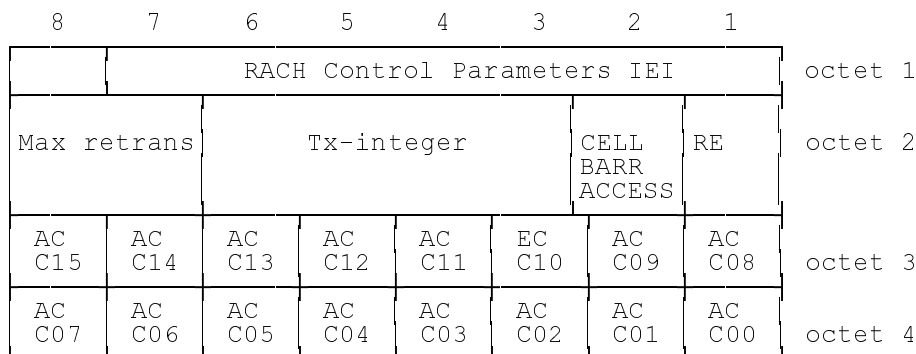 8 7 6 5 4 3 2 1
RACH Control Parameters IEI octet 1
Max retrans Tx-integer CELL RE octet 2
BARR
ACCESS
AC AC AC AC AC EC AC AC
C15 C14 C13 C12 C11 C10 C09 C08 octet 3
AC AC AC AC AC AC AC AC
C07 C06 C05 C04 C03 C02 C01 C00 octet 4